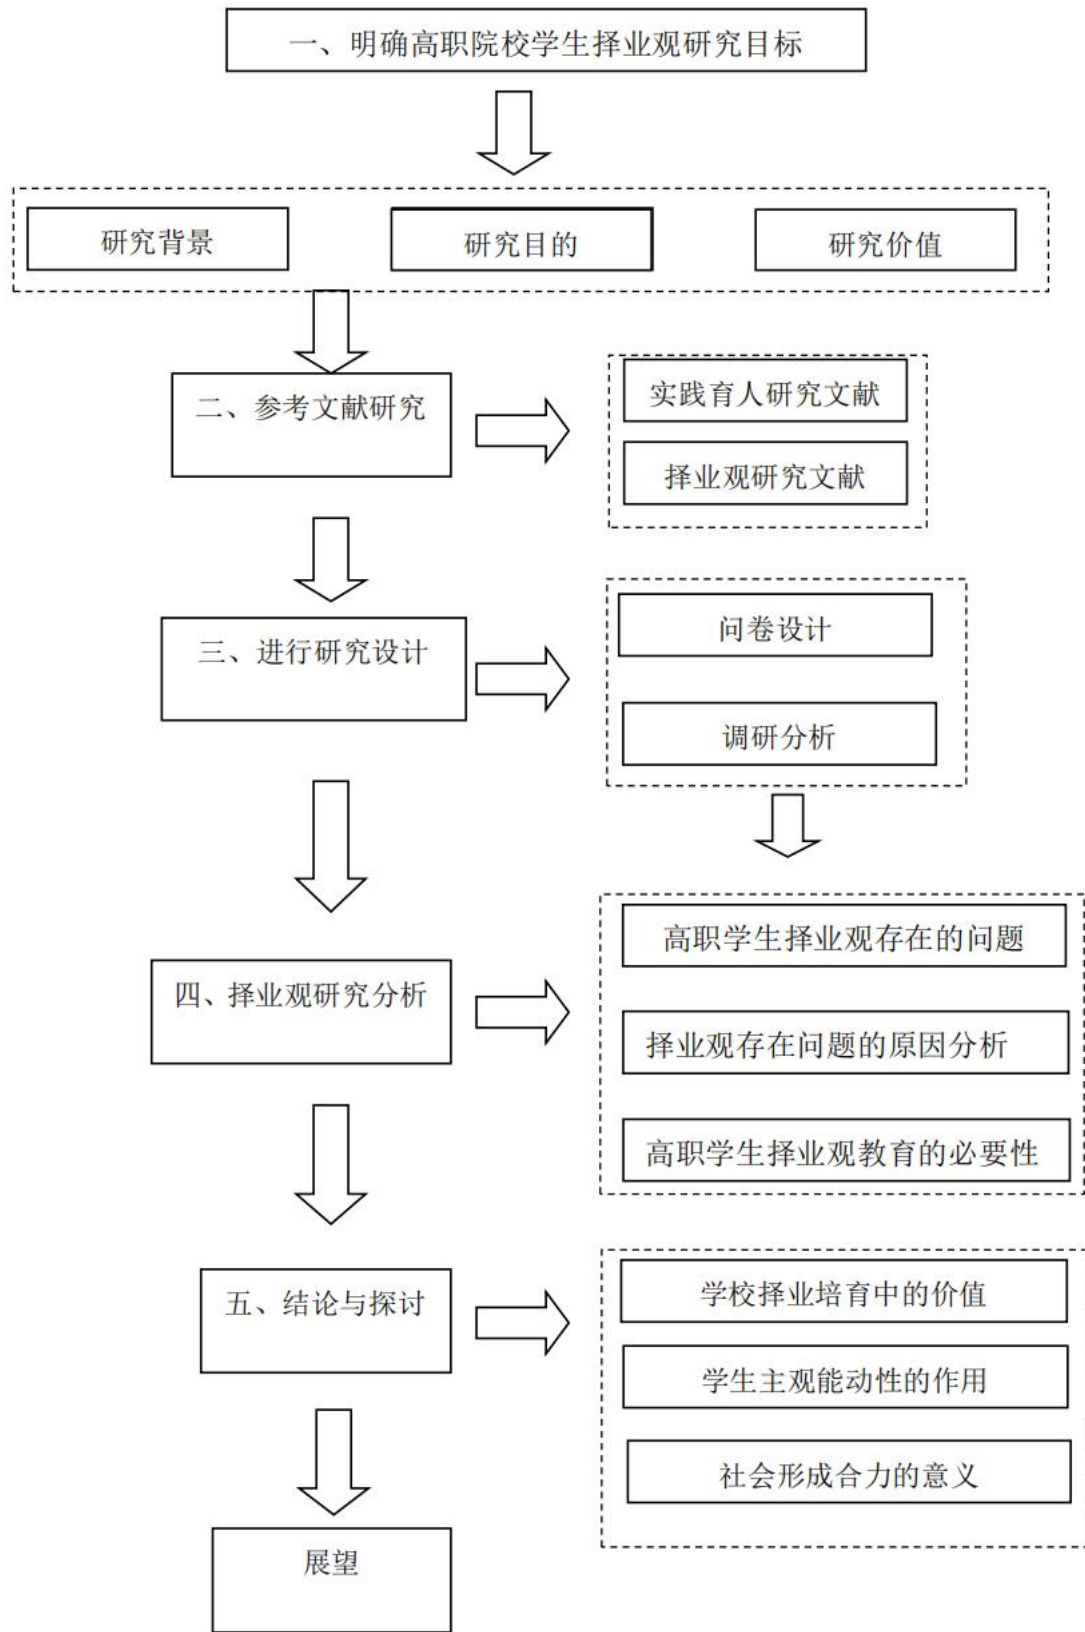 一、明确高职院校学生择业观研究目标
研究背景
研究目的
研究价值
二、参考文献研究
实践育人研究文献
择业观研究文献
三、进行研究设计
问卷设计
调研分析
四、择业观研究分析
高职学生择业观存在的问题
择业观存在问题的原因分析
高职学生择业观教育的必要性
五、结论与探讨
学校择业培育中的价值
学生主观能动性的作用
社会形成合力的意义
展望